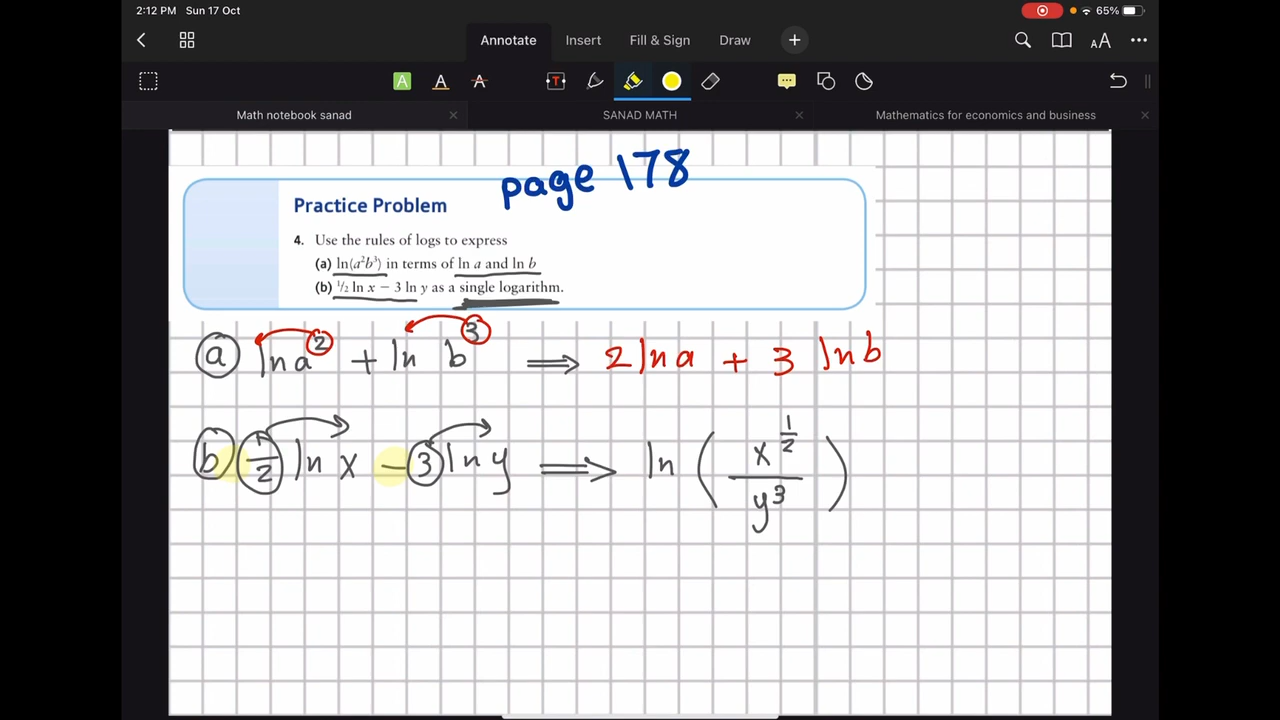 2:12 PM Sun 17 Oct 65%
Annotate Insert Fill & Sign Draw + AA
A A A T
Math notebook sanad × SANAD MATH × Mathematics for economics and business ×
page 178
Practice Problem
4. Use the rules of logs to express
(a) ln(a²b³) in terms of ln a and ln b
(b) ½ ln x − 3 ln y as a single logarithm.
a ln a² + ln b³ ⟹ 2 ln a + 3 ln b
b ½ ln x − 3 ln y ⟹ ln ( x^½ / y³ )